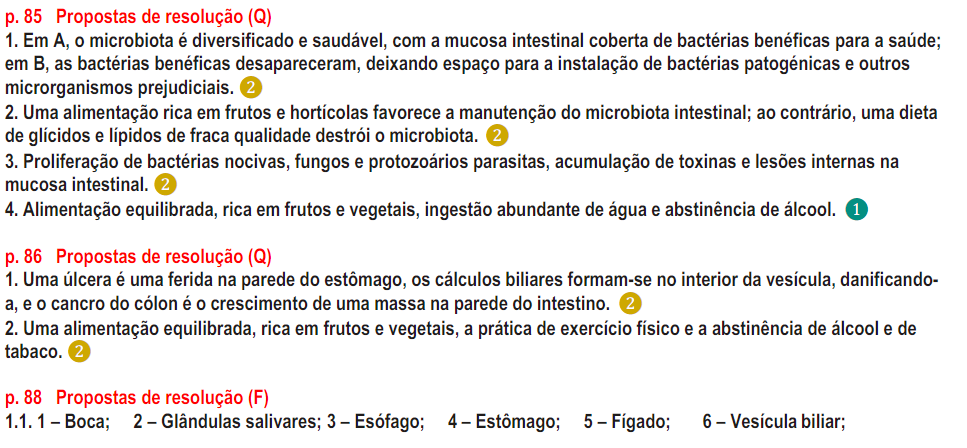 p. 85 Propostas de resolução (Q)
1. Em A, o microbiota é diversificado e saudável, com a mucosa intestinal coberta de bactérias benéficas para a saúde;
em B, as bactérias benéficas desapareceram, deixando espaço para a instalação de bactérias patogénicas e outros
microrganismos prejudiciais. 2
2. Uma alimentação rica em frutos e hortícolas favorece a manutenção do microbiota intestinal; ao contrário, uma dieta
de glícidos e lípidos de fraca qualidade destrói o microbiota. 2
3. Proliferação de bactérias nocivas, fungos e protozoários parasitas, acumulação de toxinas e lesões internas na
mucosa intestinal. 2
4. Alimentação equilibrada, rica em frutos e vegetais, ingestão abundante de água e abstinência de álcool. 1
p. 86 Propostas de resolução (Q)
1. Uma úlcera é uma ferida na parede do estômago, os cálculos biliares formam-se no interior da vesícula, danificando-
a, e o cancro do cólon é o crescimento de uma massa na parede do intestino. 2
2. Uma alimentação equilibrada, rica em frutos e vegetais, a prática de exercício físico e a abstinência de álcool e de
tabaco. 2
p. 88 Propostas de resolução (F)
1.1. 1 – Boca; 2 – Glândulas salivares; 3 – Esófago; 4 – Estômago; 5 – Fígado; 6 – Vesícula biliar;